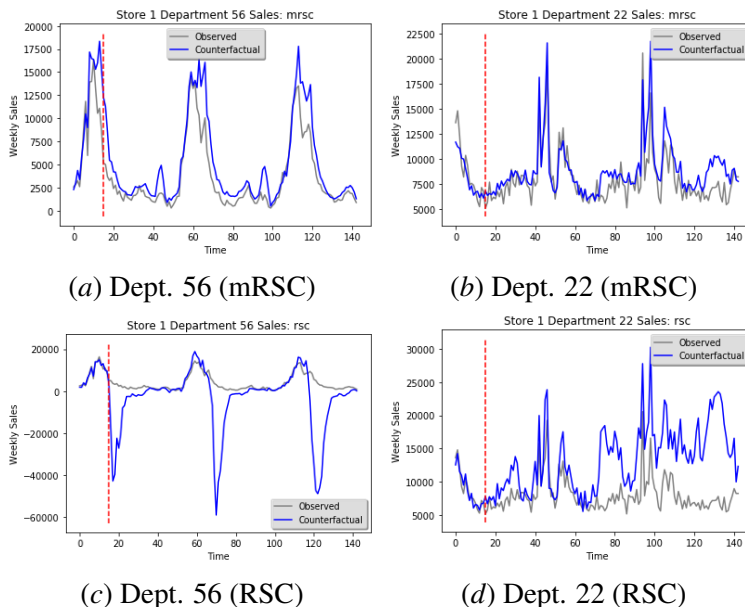 Store 1 Department 56 Sales: mrsc
Observed
Counterfactual
Weekly Sales
20000
17500
15000
12500
10000
7500
5000
2500
0
0 20 40 60 80 100 120 140
Time
(a) Dept. 56 (mRSC)
Store 1 Department 22 Sales: mrsc
Observed
Counterfactual
Weekly Sales
22500
20000
17500
15000
12500
10000
7500
5000
0 20 40 60 80 100 120 140
Time
(b) Dept. 22 (mRSC)
Store 1 Department 56 Sales: rsc
Weekly Sales
20000
0
−20000
−40000
−60000
Observed
Counterfactual
0 20 40 60 80 100 120 140
Time
(c) Dept. 56 (RSC)
Store 1 Department 22 Sales: rsc
Observed
Counterfactual
Weekly Sales
30000
25000
20000
15000
10000
5000
0 20 40 60 80 100 120 140
Time
(d) Dept. 22 (RSC)